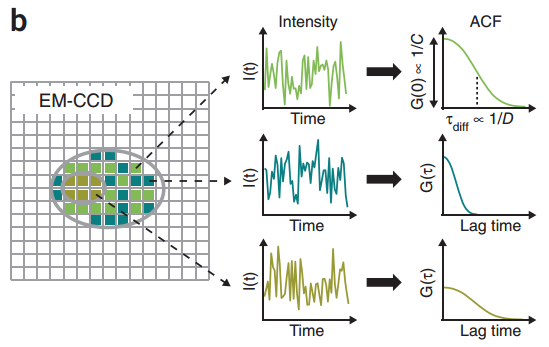 b
Intensity
ACF
EM-CCD
I(t)
Time
G(0) ∝ 1/C
τdiff ∝ 1/D
I(t)
Time
G(τ)
Lag time
I(t)
Time
G(τ)
Lag time